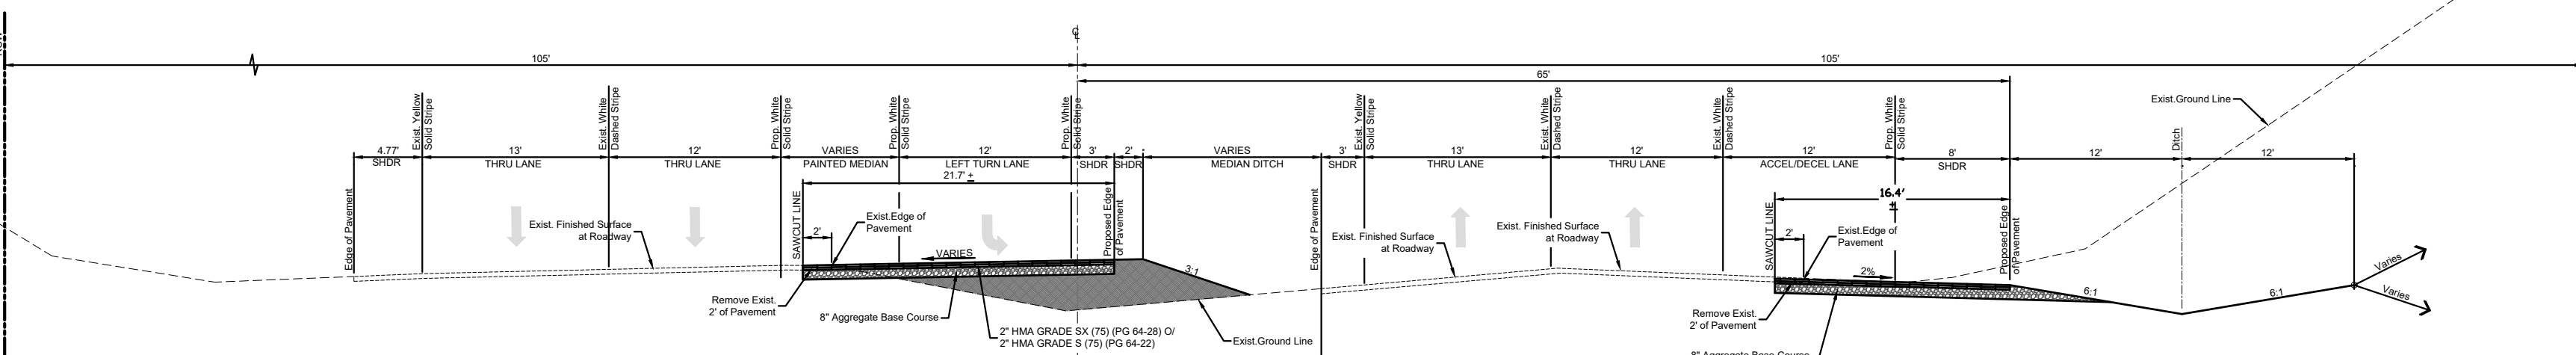 ℄
105'
105'
65'
Exist. Yellow
Solid Stripe
Exist. White
Dashed Stripe
Prop. White
Solid Stripe
Prop. White
Solid Stripe
Prop. White
Solid Stripe
Exist. Yellow
Solid Stripe
Exist. White
Dashed Stripe
Exist. White
Dashed Stripe
Prop. White
Solid Stripe
Exist.Ground Line
Ditch
4.77'
SHDR
13'
THRU LANE
12'
THRU LANE
VARIES
PAINTED MEDIAN
12'
LEFT TURN LANE
3'
SHDR
2'
SHDR
VARIES
MEDIAN DITCH
3'
SHDR
13'
THRU LANE
12'
THRU LANE
12'
ACCEL/DECEL LANE
8'
SHDR
12'
12'
21.7' ±
16.4'
±
Edge of Pavement
Exist. Finished Surface
at Roadway
SAWCUT LINE
2'
Exist.Edge of
Pavement
VARIES
Proposed Edge
of Pavement
3:1
Edge of Pavement
Exist. Finished Surface
at Roadway
Exist. Finished Surface
at Roadway
SAWCUT LINE
2'
Exist.Edge of
Pavement
2%
Proposed Edge
of Pavement
6:1
6:1
Varies
Varies
Remove Exist.
2' of Pavement
8" Aggregate Base Course
2" HMA GRADE SX (75) (PG 64-28) O/
2" HMA GRADE S (75) (PG 64-22)
Exist.Ground Line
Remove Exist.
2' of Pavement
8" Aggregate Base Course